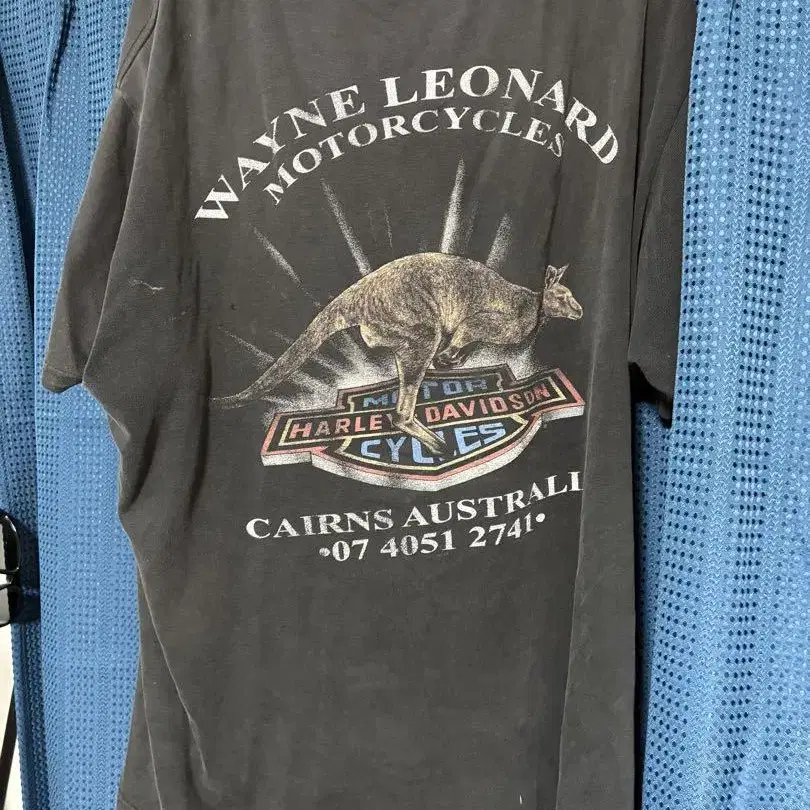 WAYNE LEONARD
MOTORCYCLES
MOTOR
HARLEY DAVIDSON
CYCLES
CAIRNS AUSTRALI
•07 4051 2741•